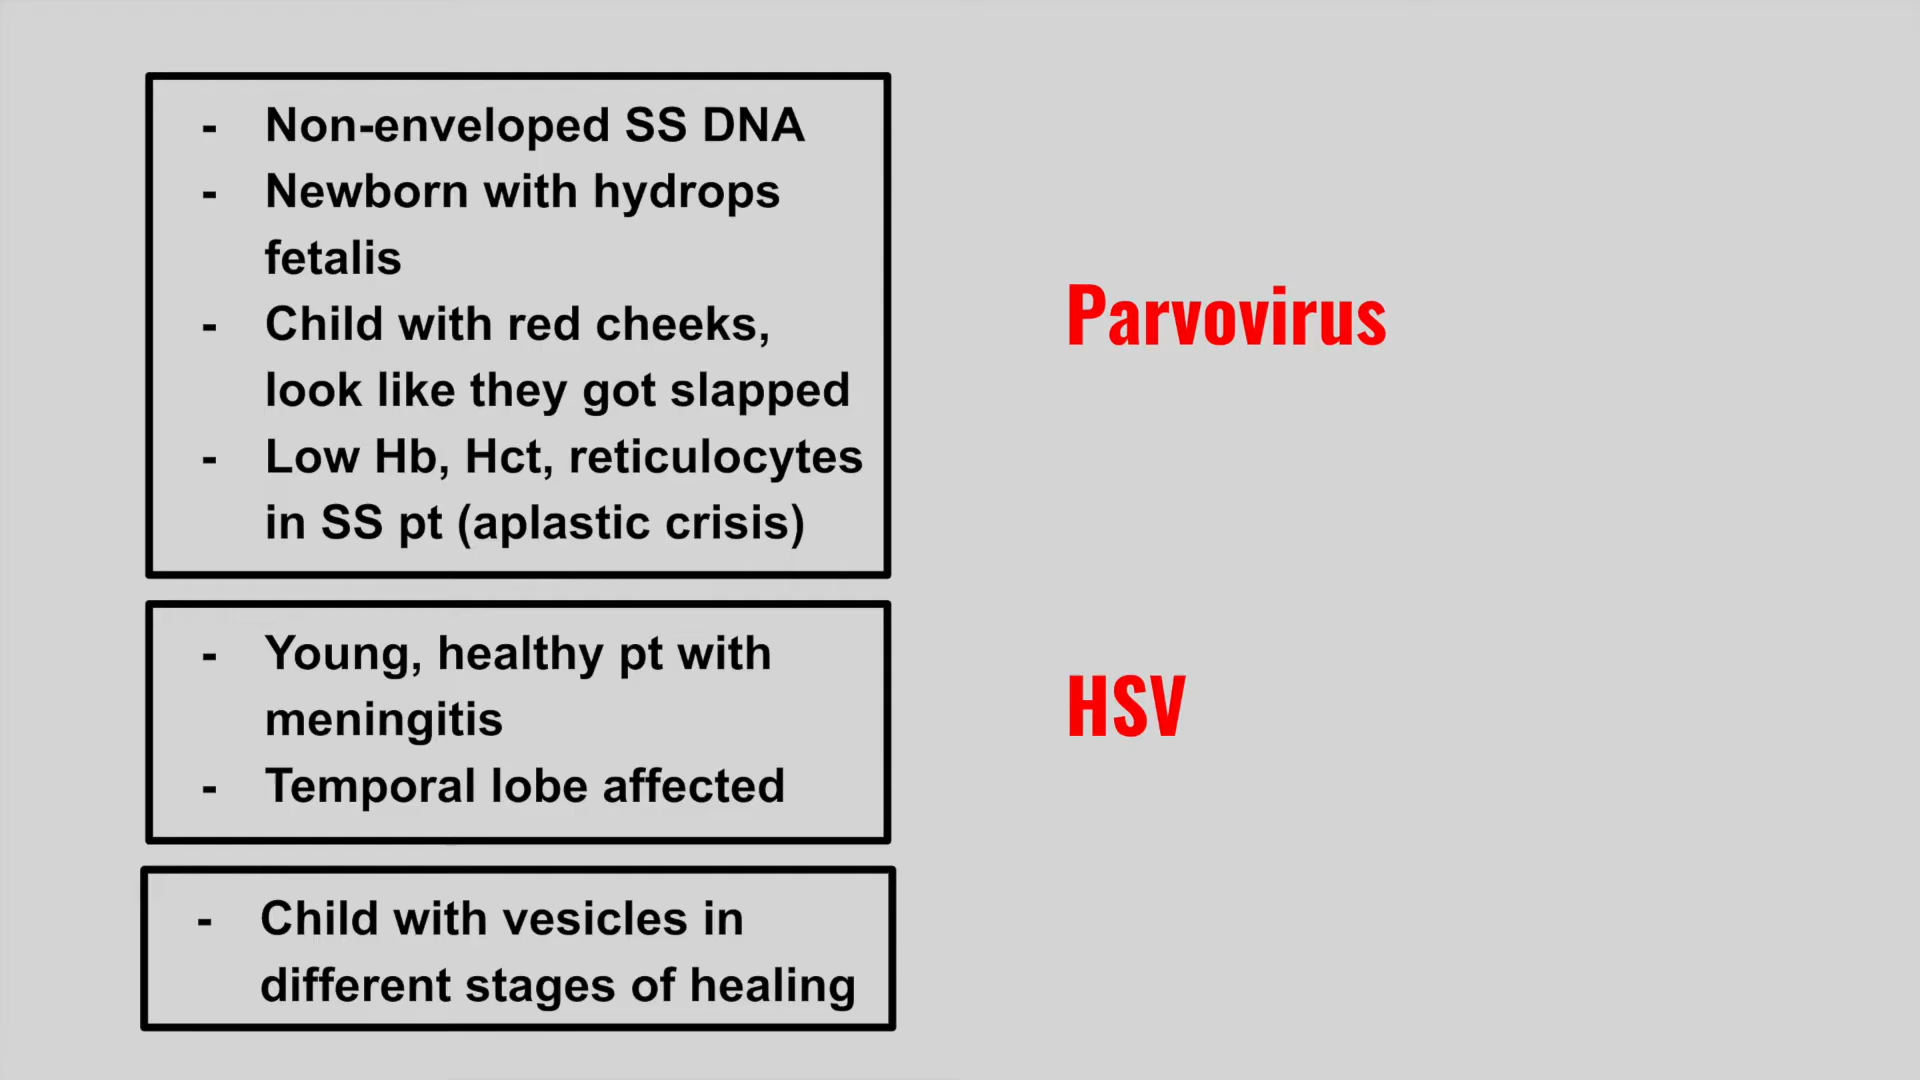 - Non-enveloped SS DNA
- Newborn with hydrops
fetalis
- Child with red cheeks,
look like they got slapped
- Low Hb, Hct, reticulocytes
in SS pt (aplastic crisis)
Parvovirus
- Young, healthy pt with
meningitis
- Temporal lobe affected
HSV
- Child with vesicles in
different stages of healing